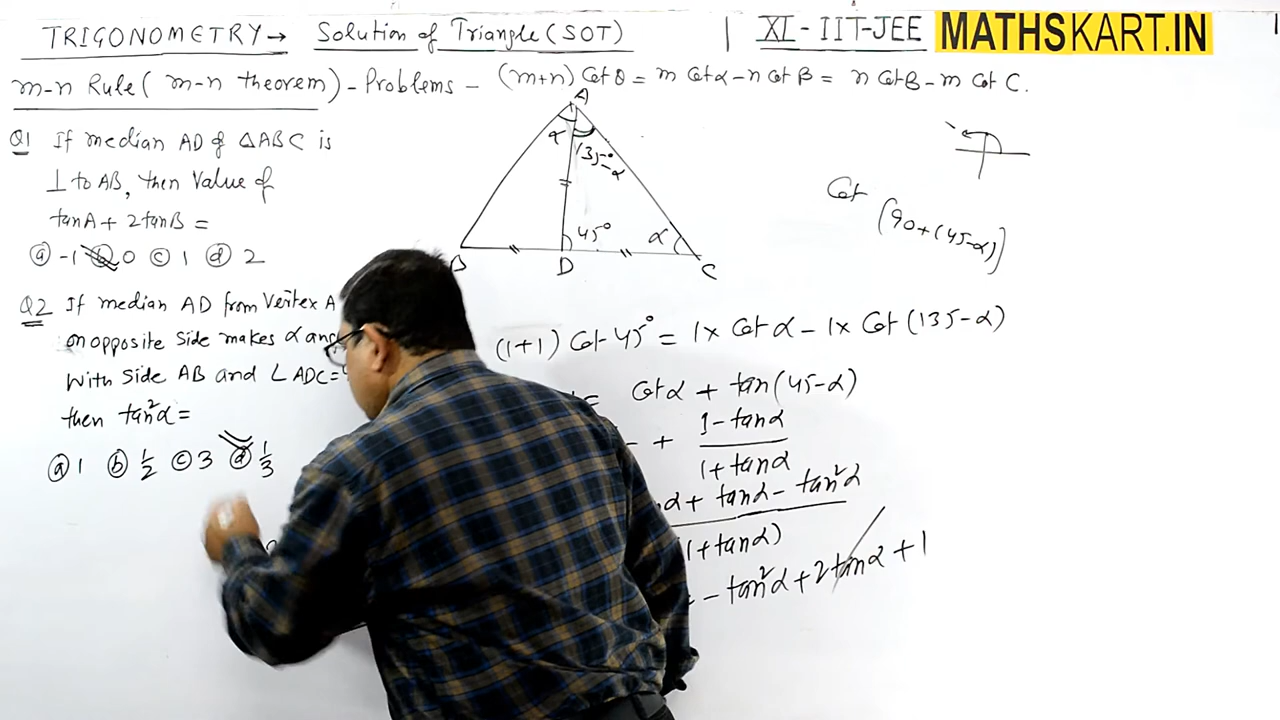 TRIGONOMETRY→ Solution of Triangle (SOT)
XI-IIT-JEE
MATHSKART.IN
m-n Rule ( m-n theorem) - Problems - (m+n) Cot θ = m Cot α - n Cot β = n Cot B - m Cot C.
Q1 If median AD of △ABC is
⊥ to AB, then Value of
tanA + 2tanB =
ⓐ -1 ⓑ 0 ⓒ 1 ⓓ 2
Q2 If median AD from Vertex A
on opposite Side makes α
With Side AB and ∠ADC=
then tan²α =
ⓐ 1 ⓑ 1/2 ⓒ 3 ⓓ 1/3
A
α 135°-α
45° α
B D C
Cot (90+(45-α))
(1+1) Cot 45° = 1× Cot α - 1× Cot (135-α)
= Cot α + tan(45-α)
+ (1-tanα)/(1+tanα)
α + tanα - tan²α
(1+tanα)
- tan²α + 2tanα + 1